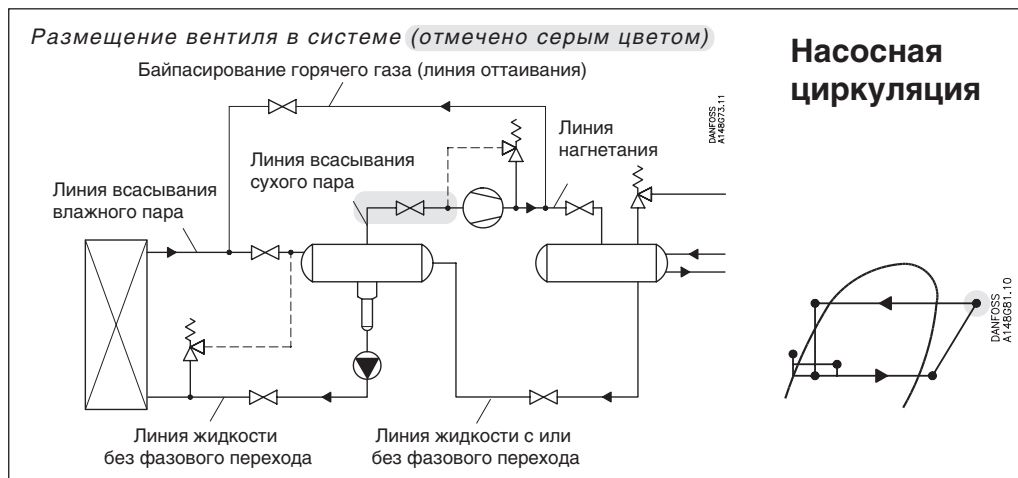 Размещение вентиля в системе (отмечено серым цветом)
Насосная
циркуляция
Байпасирование горячего газа (линия оттаивания)
DANFOSS
A148G73.11
Линия
нагнетания
Линия всасывания
сухого пара
Линия всасывания
влажного пара
DANFOSS
A148G81.10
Линия жидкости
без фазового перехода
Линия жидкости с или
без фазового перехода